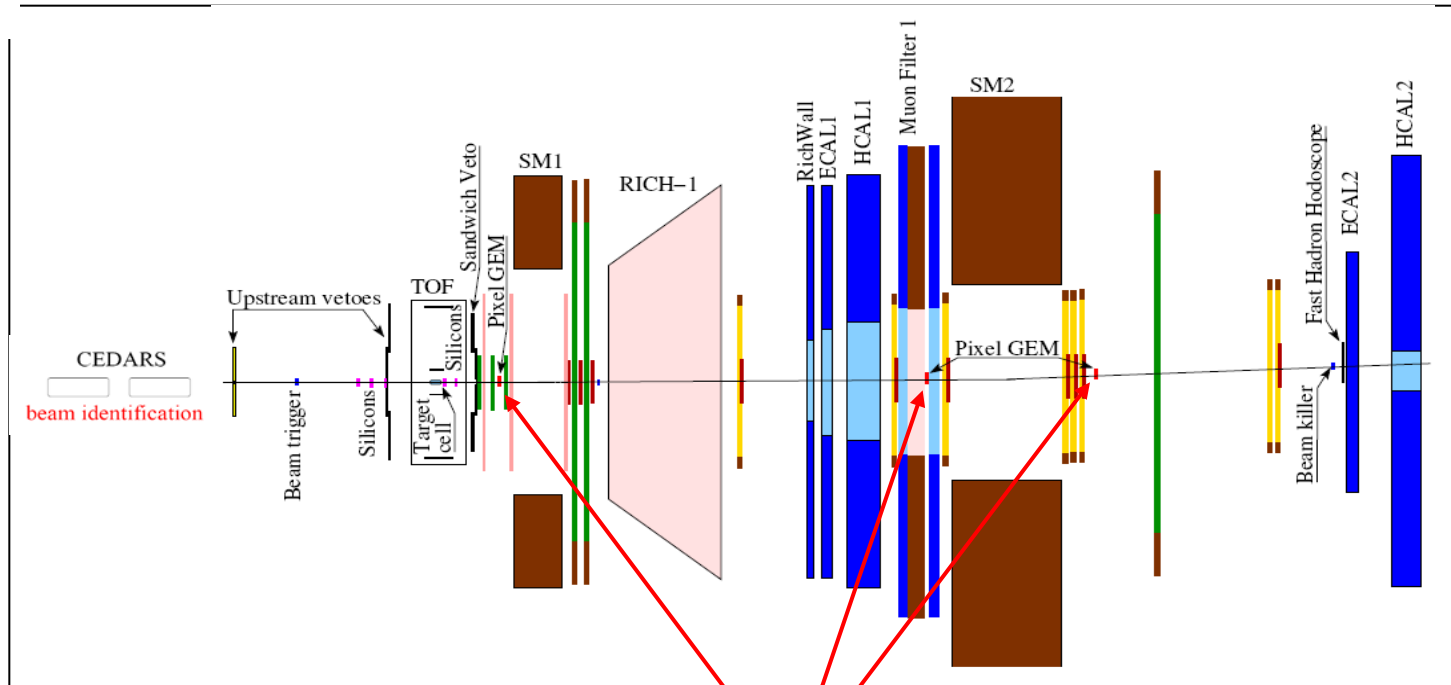 CEDARS
beam identification
Upstream vetoes
Beam trigger
Silicons
TOF
Target
cell
Silicons
Sandwich Veto
Pixel GEM
SM1
RICH-1
RichWall
ECAL1
HCAL1
Muon Filter 1
SM2
Pixel GEM
Beam killer
Fast Hadron Hodoscope
ECAL2
HCAL2